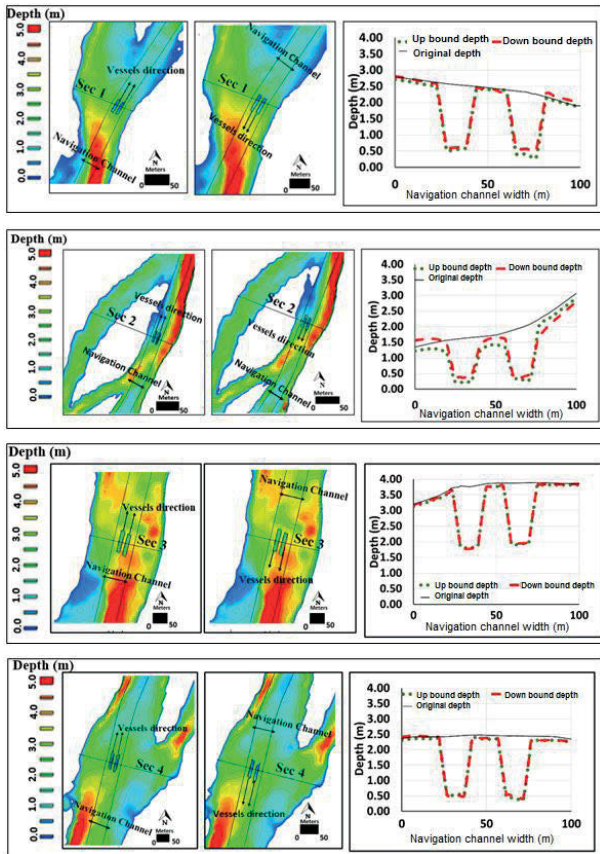 Depth (m)
5.0
4.0
3.0
2.0
1.0
0.0
Sec 1
Vessels direction
Navigation Channel
N
Meters
0 50
Sec 1
Navigation Channel
Vessels direction
N
Meters
0 50
Up bound depth
Down bound depth
Original depth
Depth (m)
4.00
3.50
3.00
2.50
2.00
1.50
1.00
0.50
0.00
0 50 100
Navigation channel width (m)
Depth (m)
5.0
4.0
3.0
2.0
1.0
0.0
Sec 2
Vessels direction
Navigation Channel
N
Meters
0 50
Sec 2
Vessels direction
Navigation Channel
N
Meters
0 50
Up bound depth
Down bound depth
Original depth
Depth (m)
4.00
3.50
3.00
2.50
2.00
1.50
1.00
0.50
0.00
0 50 100
Navigation channel width (m)
Depth (m)
5.0
4.0
3.0
2.0
1.0
0.0
Vessels direction
Sec 3
Navigation Channel
N
Meters
0 50
Navigation Channel
Sec 3
Vessels direction
N
Meters
0 50
Depth (m)
4.00
3.50
3.00
2.50
2.00
1.50
1.00
0.50
0.00
Up bound depth
Down bound depth
Original depth
0 50 100
Navigation channel width (m)
Depth (m)
5.0
4.0
3.0
2.0
1.0
0.0
Vessels direction
Sec 4
Navigation Channel
N
Meters
0 50
Navigation Channel
Sec 4
Vessels direction
N
Meters
0 50
Up bound depth
Down bound depth
Original depth
Depth (m)
4.00
3.50
3.00
2.50
2.00
1.50
1.00
0.50
0.00
0 50 100
Navigation channel width (m)